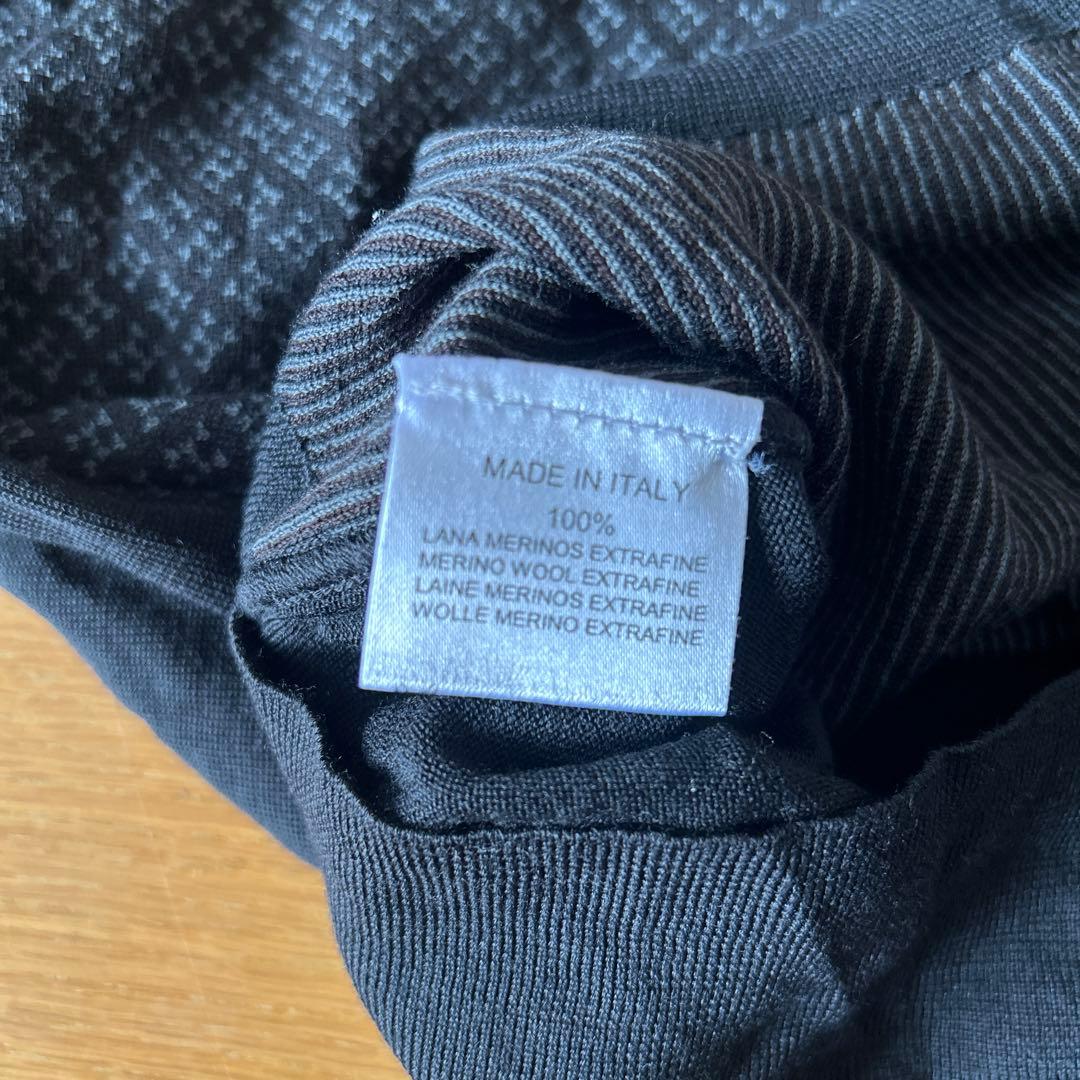 MADE IN ITALY
100%
LANA MERINOS EXTRAFINE
MERINO WOOL EXTRAFINE
LAINE MERINOS EXTRAFINE
WOLLE MERINO EXTRAFINE